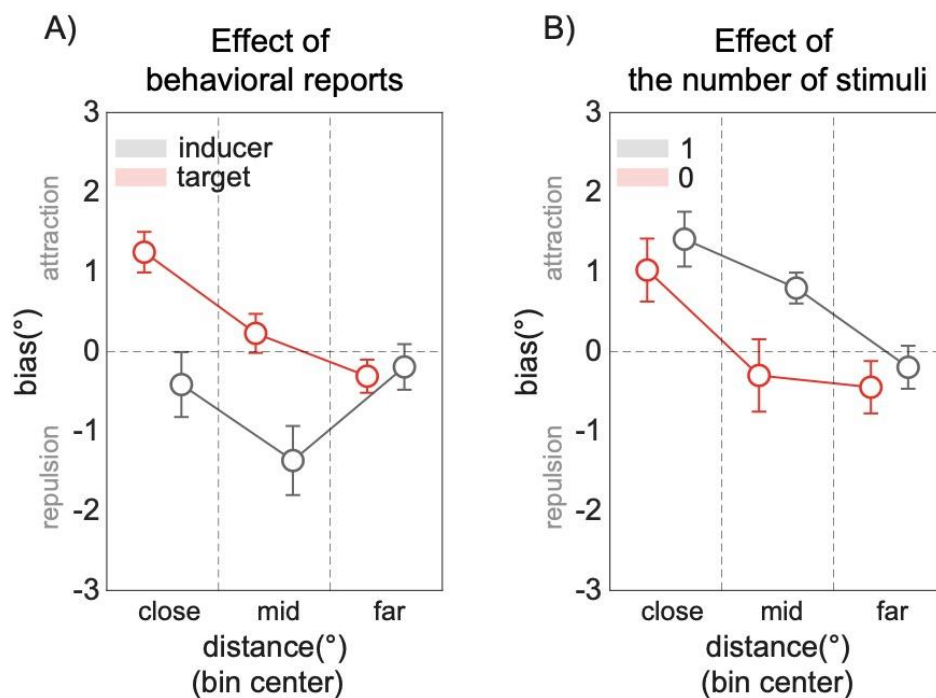 A)
Effect of
behavioral reports
3
2
1
0
-1
-2
-3
attraction
repulsion
bias(°)
inducer
target
close mid far
distance(°)
(bin center)
B)
Effect of
the number of stimuli
3
2
1
0
-1
-2
-3
attraction
repulsion
bias(°)
1
0
close mid far
distance(°)
(bin center)